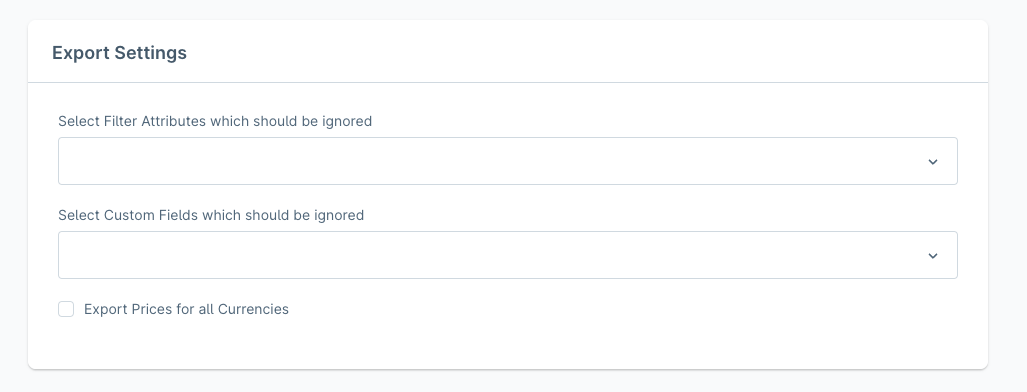 Export Settings
Select Filter Attributes which should be ignored
Select Custom Fields which should be ignored
Export Prices for all Currencies